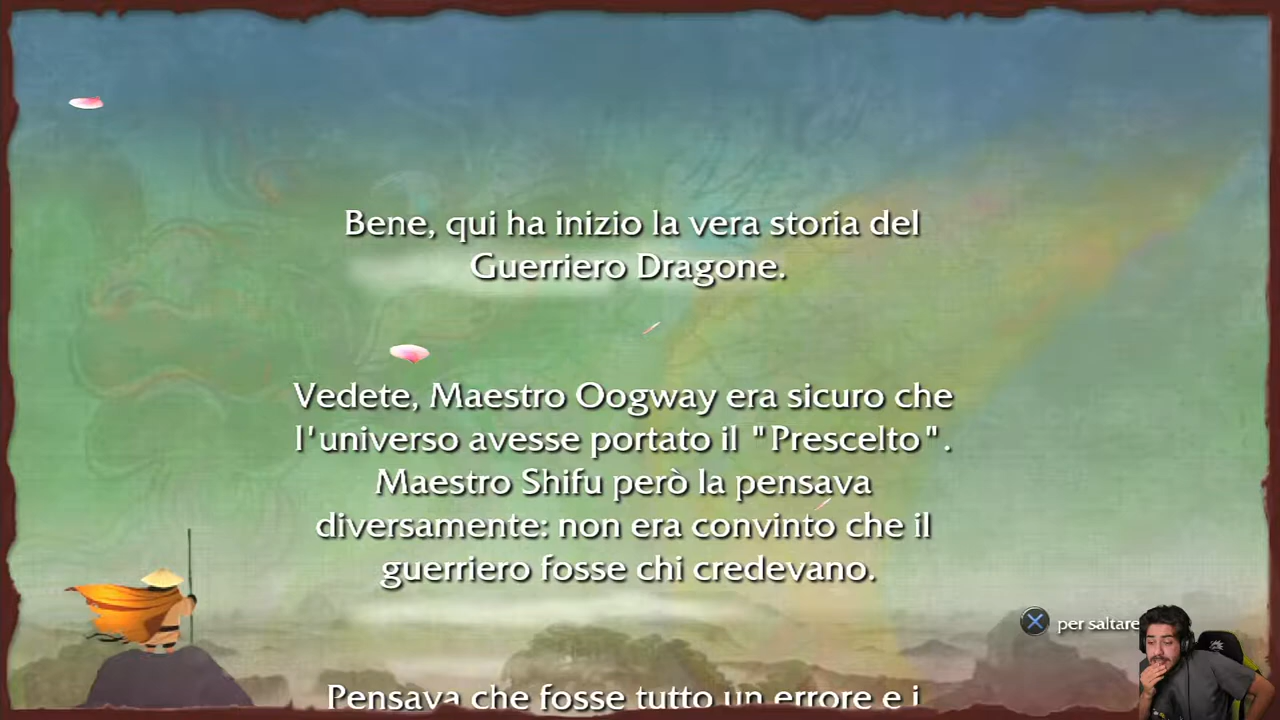 Bene, qui ha inizio la vera storia del
Guerriero Dragone.
Vedete, Maestro Oogway era sicuro che
l'universo avesse portato il "Prescelto".
Maestro Shifu però la pensava
diversamente: non era convinto che il
guerriero fosse chi credevano.
per saltare
Pensava che fosse tutto un errore e i